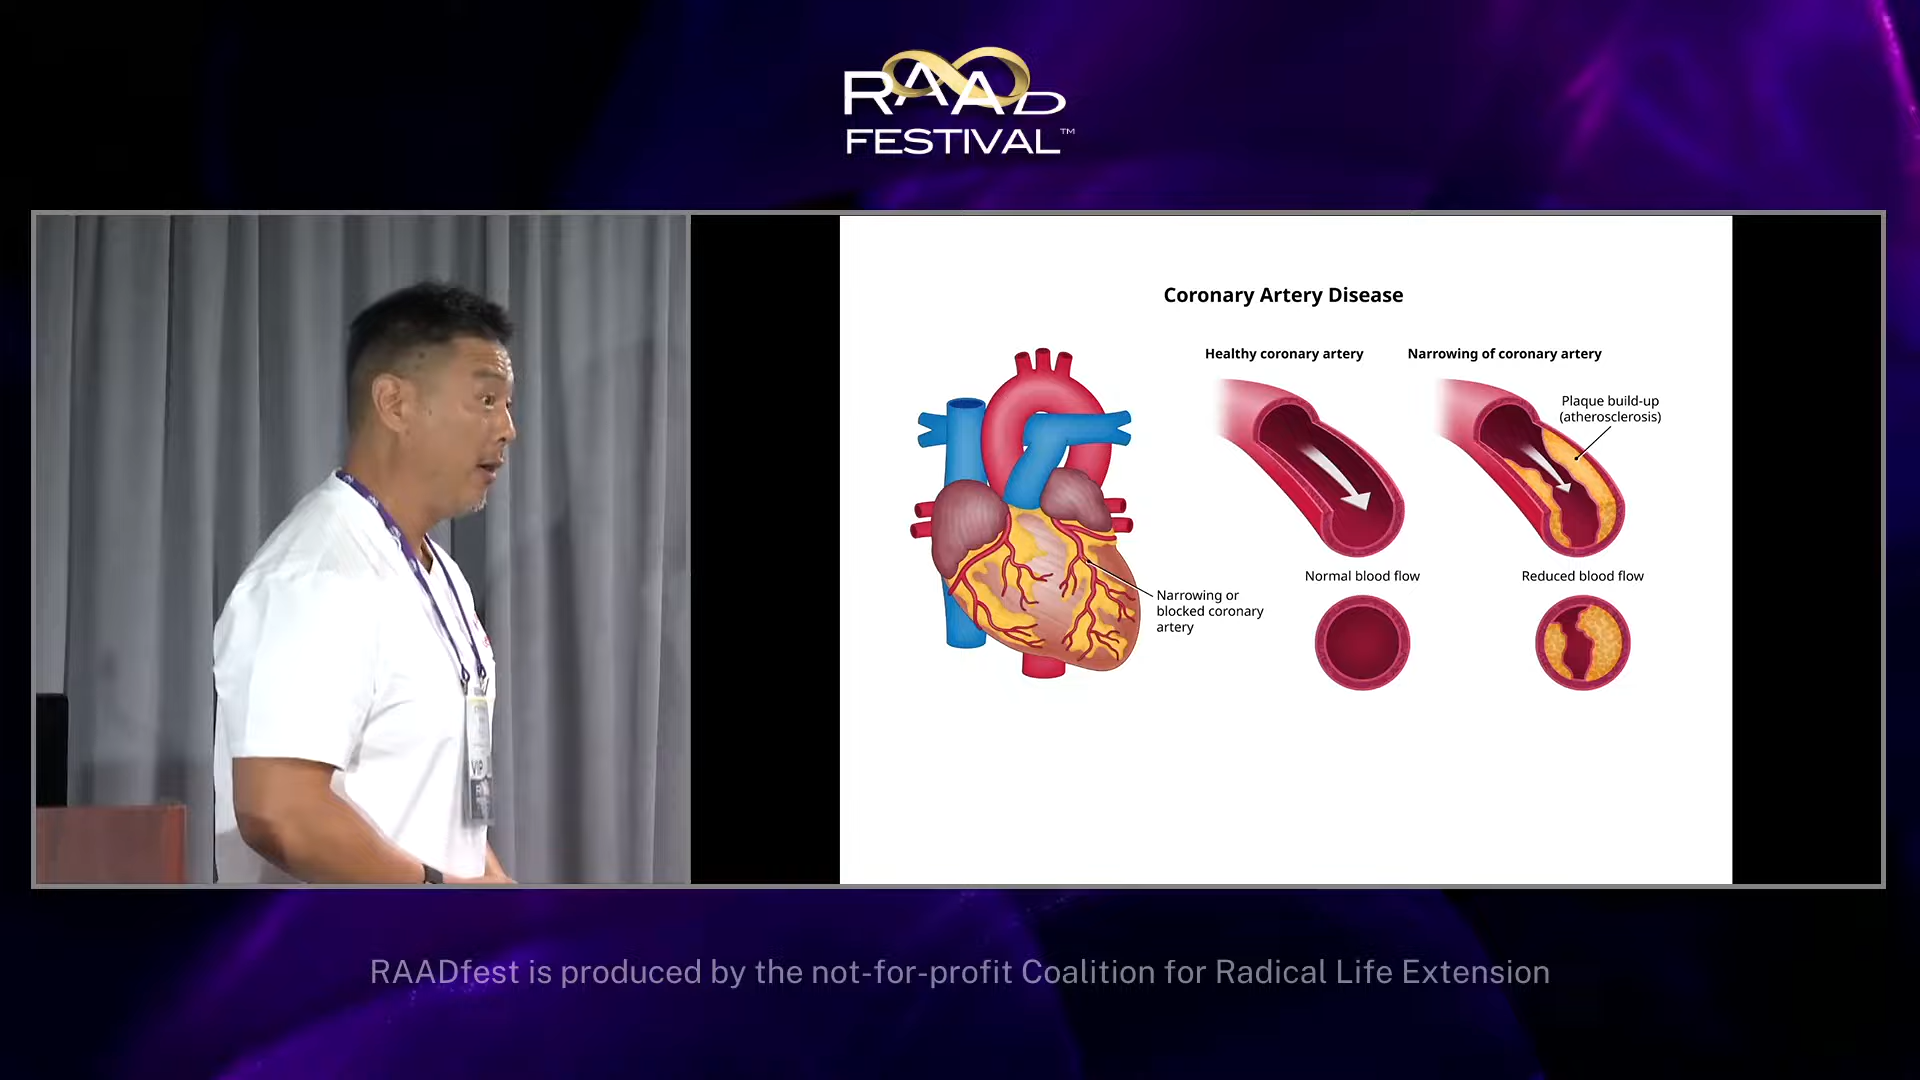 RAAD
FESTIVAL™
Coronary Artery Disease
Healthy coronary artery
Narrowing of coronary artery
Plaque build-up
(atherosclerosis)
Narrowing or
blocked coronary
artery
Normal blood flow
Reduced blood flow
VIP
RAADfest is produced by the not-for-profit Coalition for Radical Life Extension